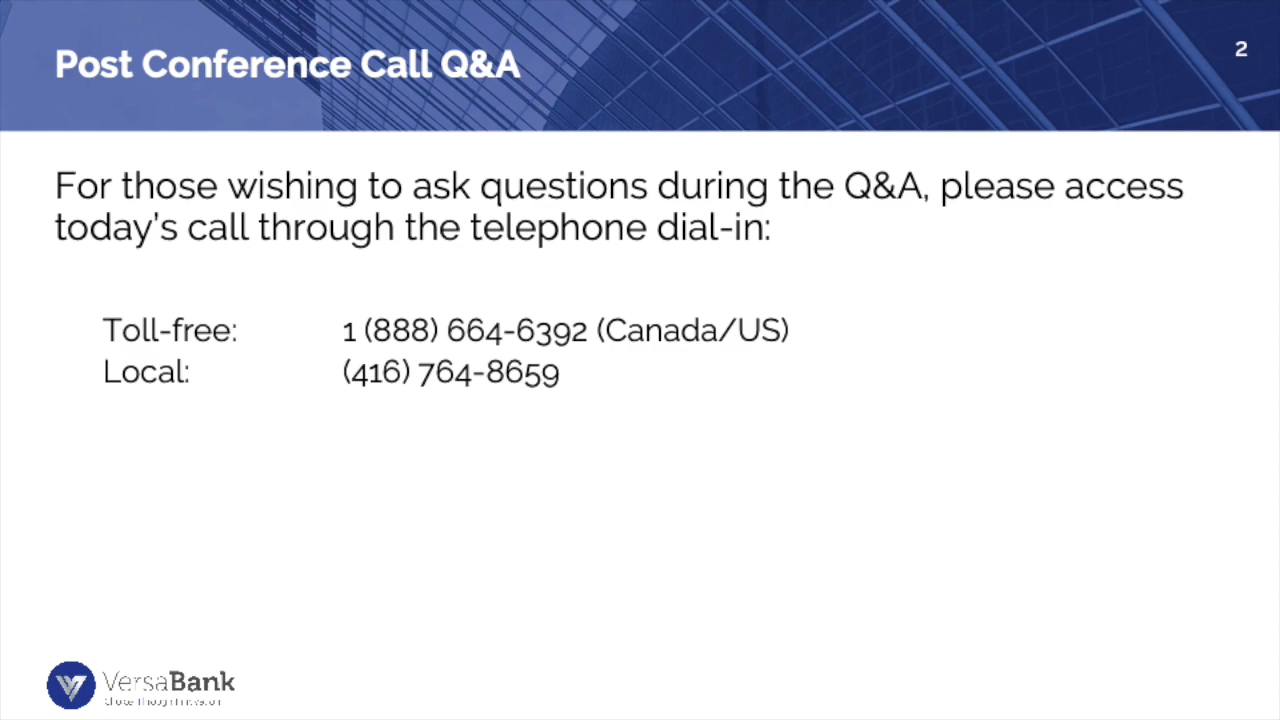 Post Conference Call Q&A
2
For those wishing to ask questions during the Q&A, please access
today's call through the telephone dial-in:
Toll-free: 1 (888) 664-6392 (Canada/US)
Local: (416) 764-8659
VersaBank